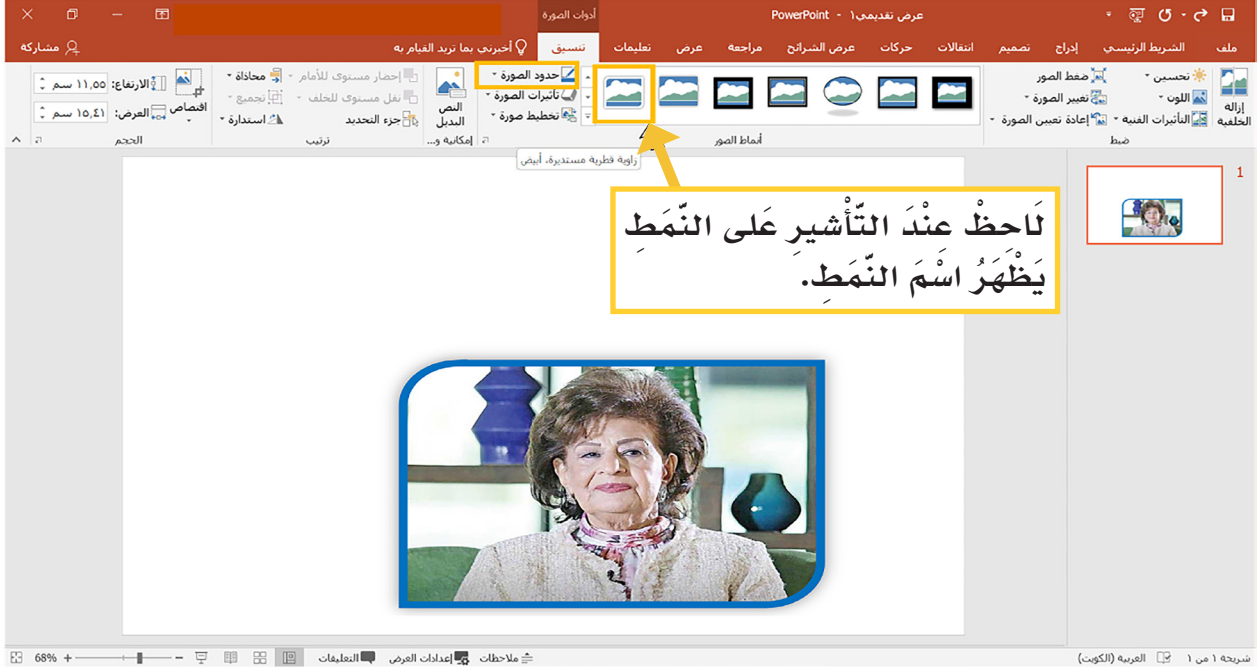 عرض تقديمي١ - PowerPoint
أدوات الصورة
ملف
الشريط الرئيسي
إدراج
تصميم
انتقالات
حركات
عرض الشرائح
مراجعة
عرض
تعليمات
تنسيق
أخبرني بما تريد القيام به
مشاركة
إزالة
الخلفية
تحسين
اللون
التأثيرات الفنية
ضغط الصور
تغيير الصورة
إعادة تعيين الصورة
ضبط
أنماط الصور
حدود الصورة
تأثيرات الصورة
تخطيط صورة
النص
البديل
إمكانية و...
إحضار مستوى للأمام
نقل مستوى للخلف
جزء التحديد
محاذاة
تجميع
استدارة
ترتيب
اقتصاص
الارتفاع: ١١,٥٥ سم
العرض: ١٥,٤١ سم
الحجم
زاوية قطرية مستديرة، أبيض
لَاحِظْ عِنْدَ التَّأْشيرِ عَلى النَّمَطِ
يَظْهَرُ اسْمَ النَّمَطِ.
1
شريحة ١ من ١
العربية (الكويت)
ملاحظات
إعدادات العرض
التعليقات
68%